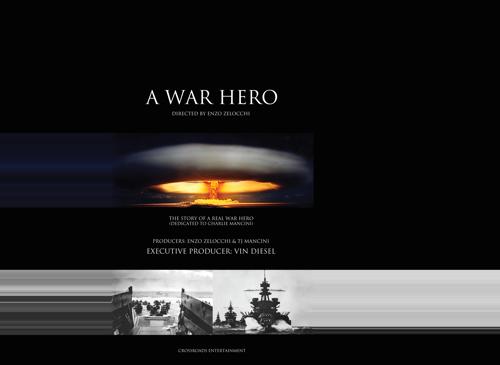 A WAR HERO
DIRECTED BY ENZO ZELOCCHI
THE STORY OF A REAL WAR HERO
(DEDICATED TO CHARLIE MANCINI)
PRODUCERS: ENZO ZELOCCHI & TJ MANCINI
EXECUTIVE PRODUCER: VIN DIESEL
CROSSROADS ENTERTAINMENT